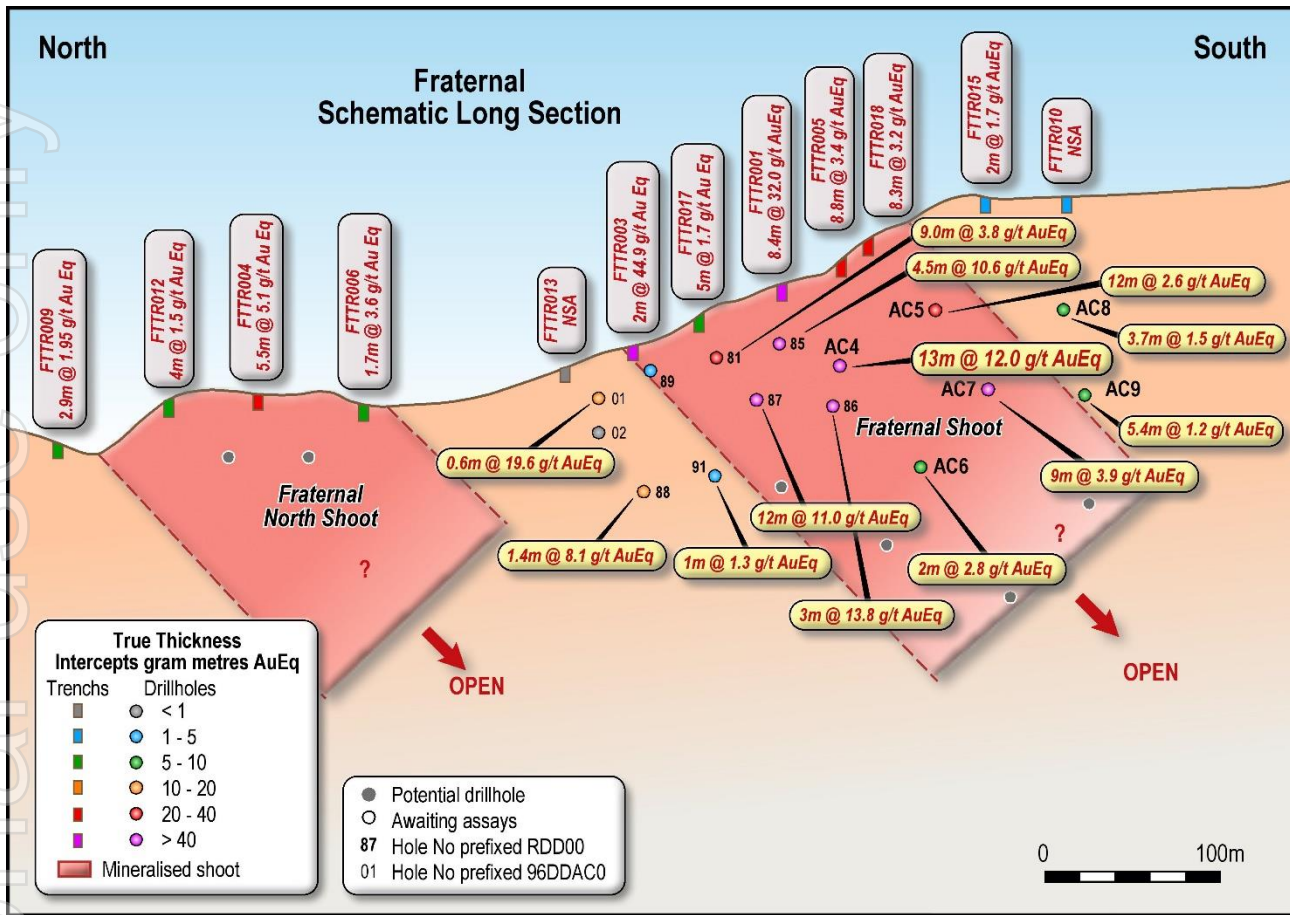 North
South
Fraternal
Schematic Long Section
FTTR009
2.9m @ 1.95 g/t Au Eq
FTTR012
4m @ 1.5 g/t Au Eq
FTTR004
5.5m @ 5.1 g/t Au Eq
FTTR006
1.7m @ 3.6 g/t Au Eq
FTTR013
NSA
FTTR003
2m @ 44.9 g/t Au Eq
FTTR017
5m @ 1.7 g/t Au Eq
FTTR001
8.4m @ 32.0 g/t AuEq
FTTR005
8.8m @ 3.4 g/t AuEq
FTTR018
8.3m @ 3.2 g/t AuEq
FTTR015
2m @ 1.7 g/t AuEq
FTTR010
NSA
9.0m @ 3.8 g/t AuEq
4.5m @ 10.6 g/t AuEq
12m @ 2.6 g/t AuEq
AC5
AC8
3.7m @ 1.5 g/t AuEq
81
85
AC4
13m @ 12.0 g/t AuEq
89
87
86
AC7
AC9
01
02
Fraternal Shoot
5.4m @ 1.2 g/t AuEq
0.6m @ 19.6 g/t AuEq
91
88
AC6
9m @ 3.9 g/t AuEq
Fraternal
North Shoot
?
12m @ 11.0 g/t AuEq
?
1.4m @ 8.1 g/t AuEq
1m @ 1.3 g/t AuEq
2m @ 2.8 g/t AuEq
3m @ 13.8 g/t AuEq
OPEN
OPEN
True Thickness
Intercepts gram metres AuEq
Trenchs Drillholes
< 1
1 - 5
5 - 10
10 - 20
20 - 40
> 40
Mineralised shoot
Potential drillhole
Awaiting assays
87 Hole No prefixed RDD00
01 Hole No prefixed 96DDAC0
0 100m